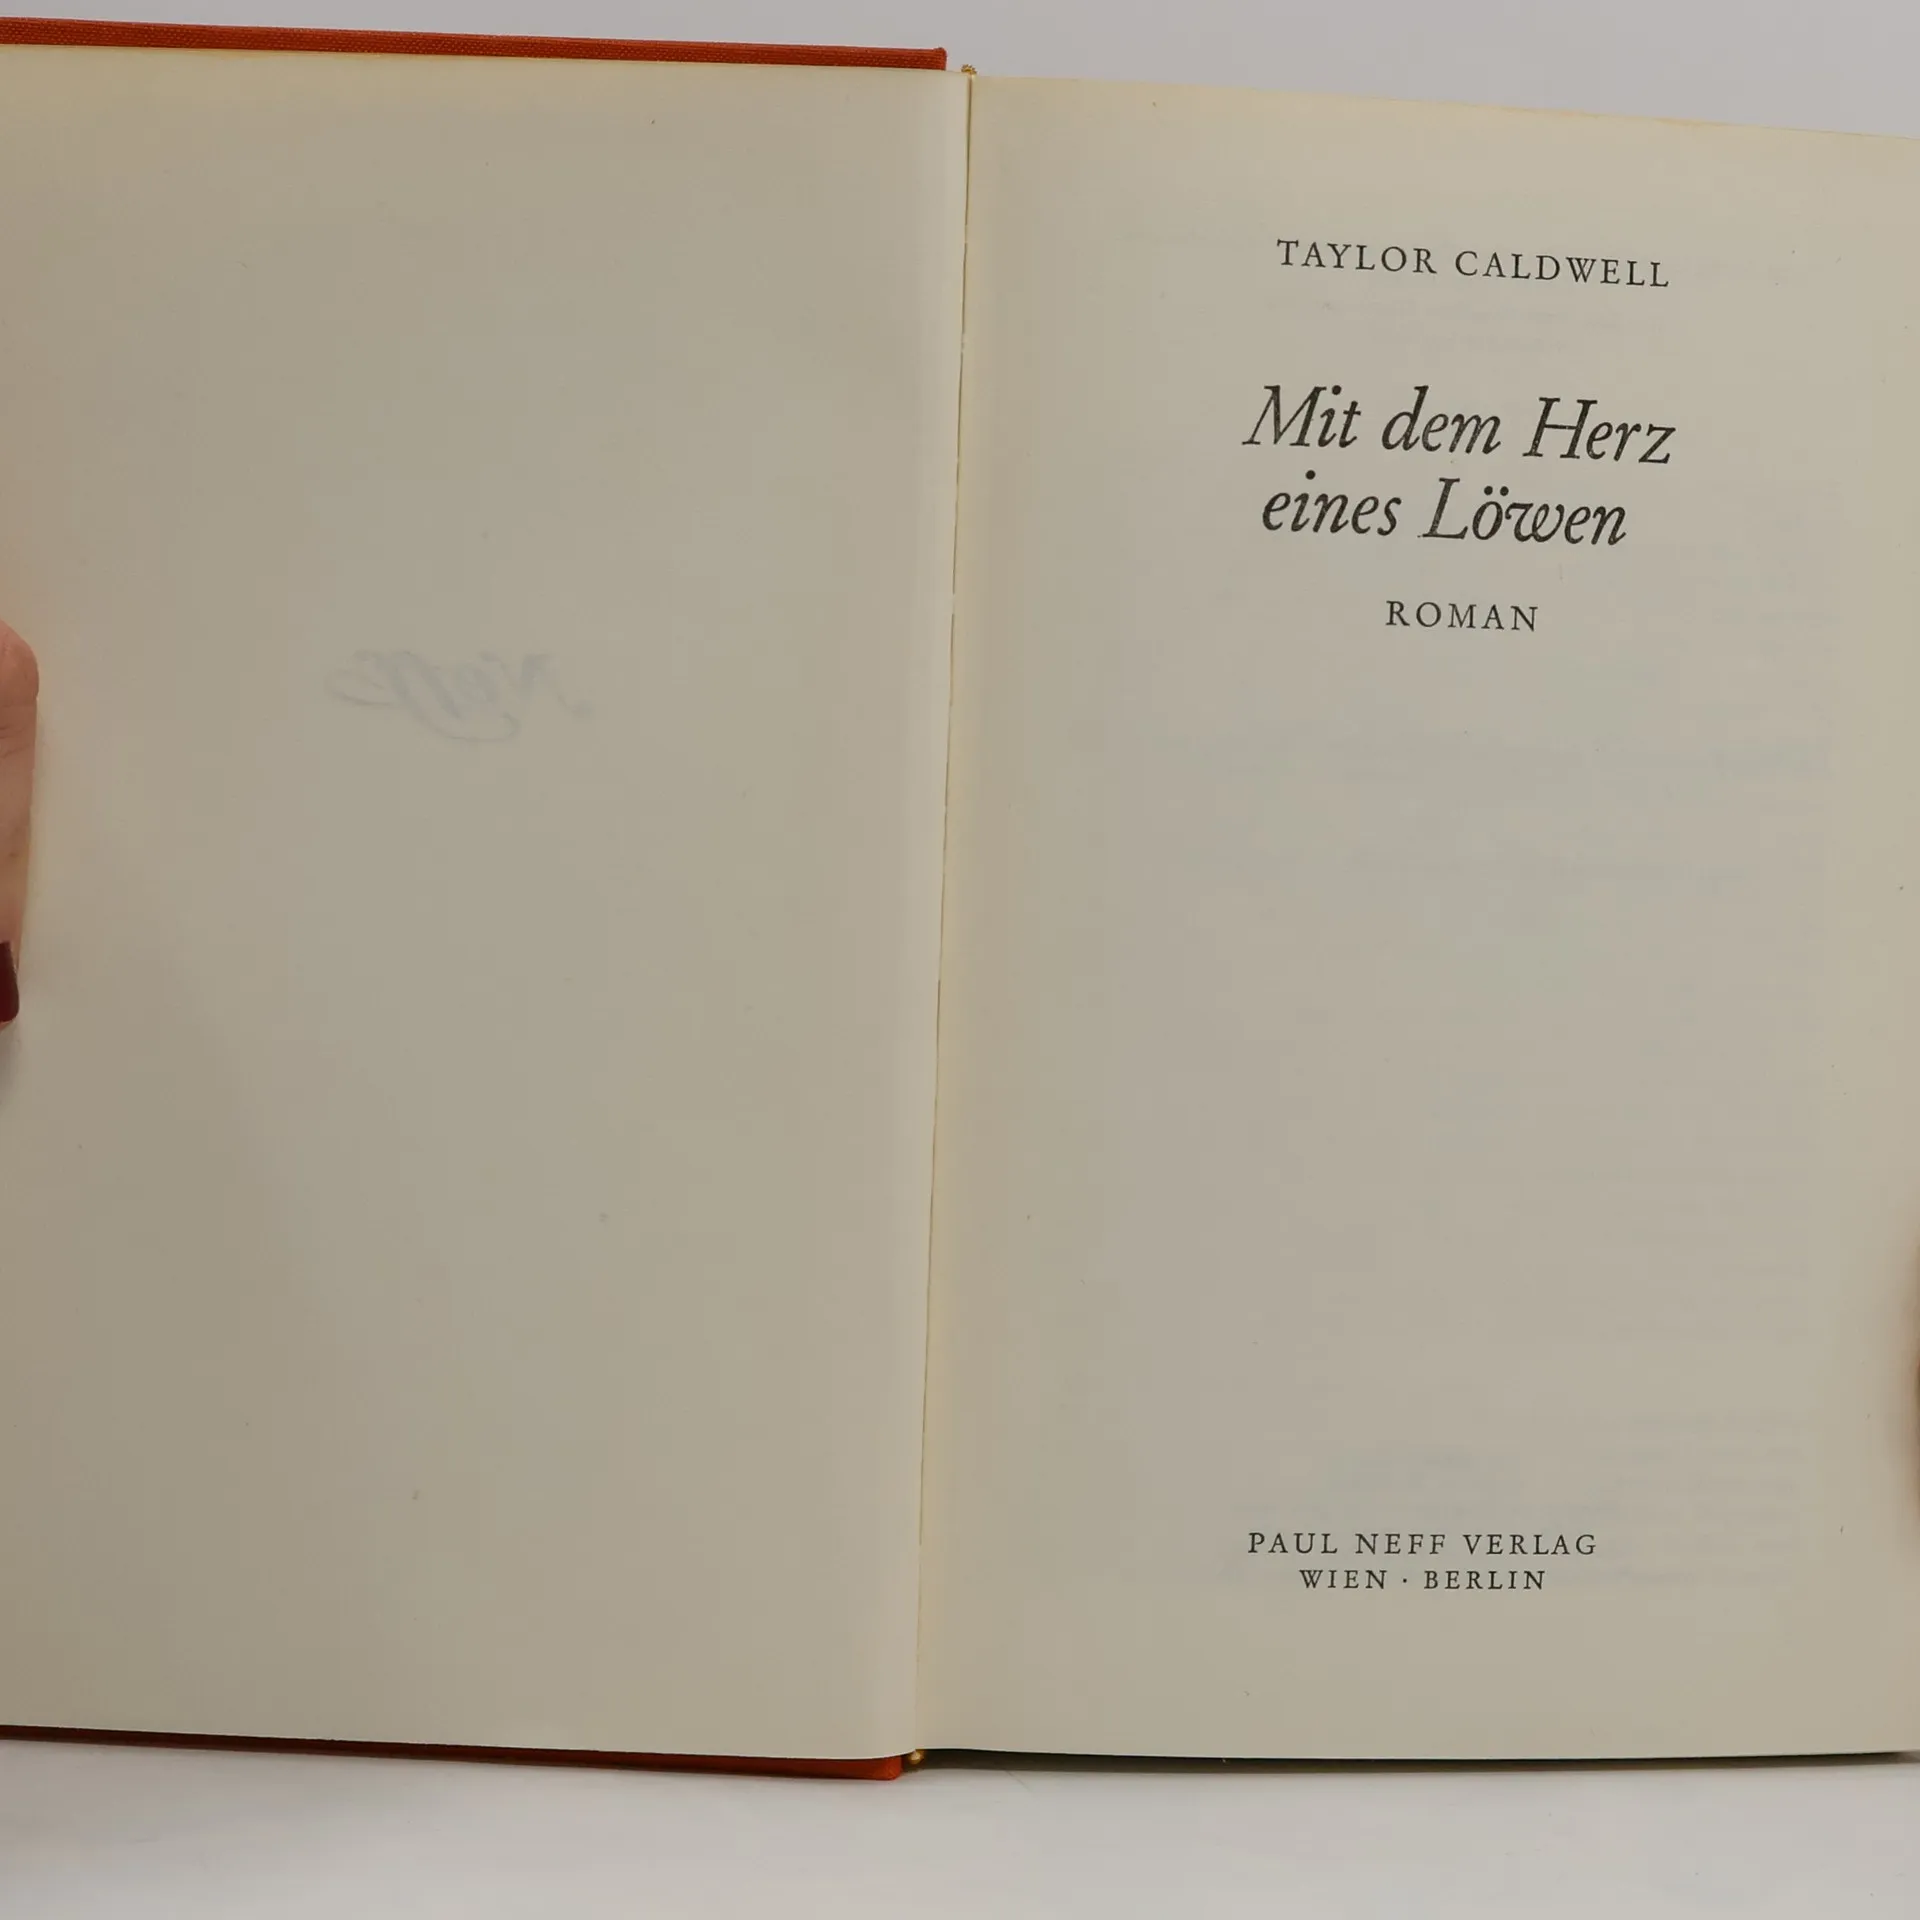 TAYLOR CALDWELL
Mit dem Herz
eines Löwen
ROMAN
PAUL NEFF VERLAG
WIEN · BERLIN